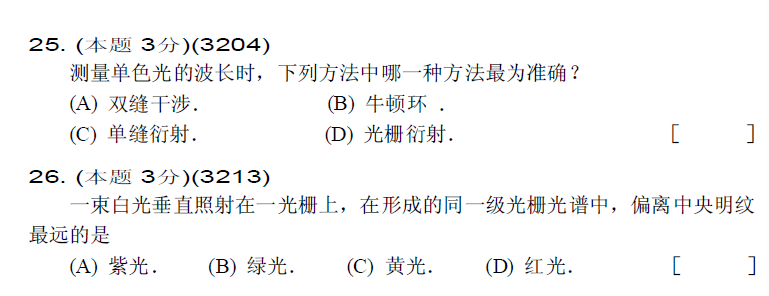 25. (本题 3分)(3204)
测量单色光的波长时，下列方法中哪一种方法最为准确？
(A) 双缝干涉． (B) 牛顿环 ．
(C) 单缝衍射． (D) 光栅衍射． [ ]
26. (本题 3分)(3213)
一束白光垂直照射在一光栅上，在形成的同一级光栅光谱中，偏离中央明纹
最远的是
(A) 紫光． (B) 绿光． (C) 黄光． (D) 红光． [ ]